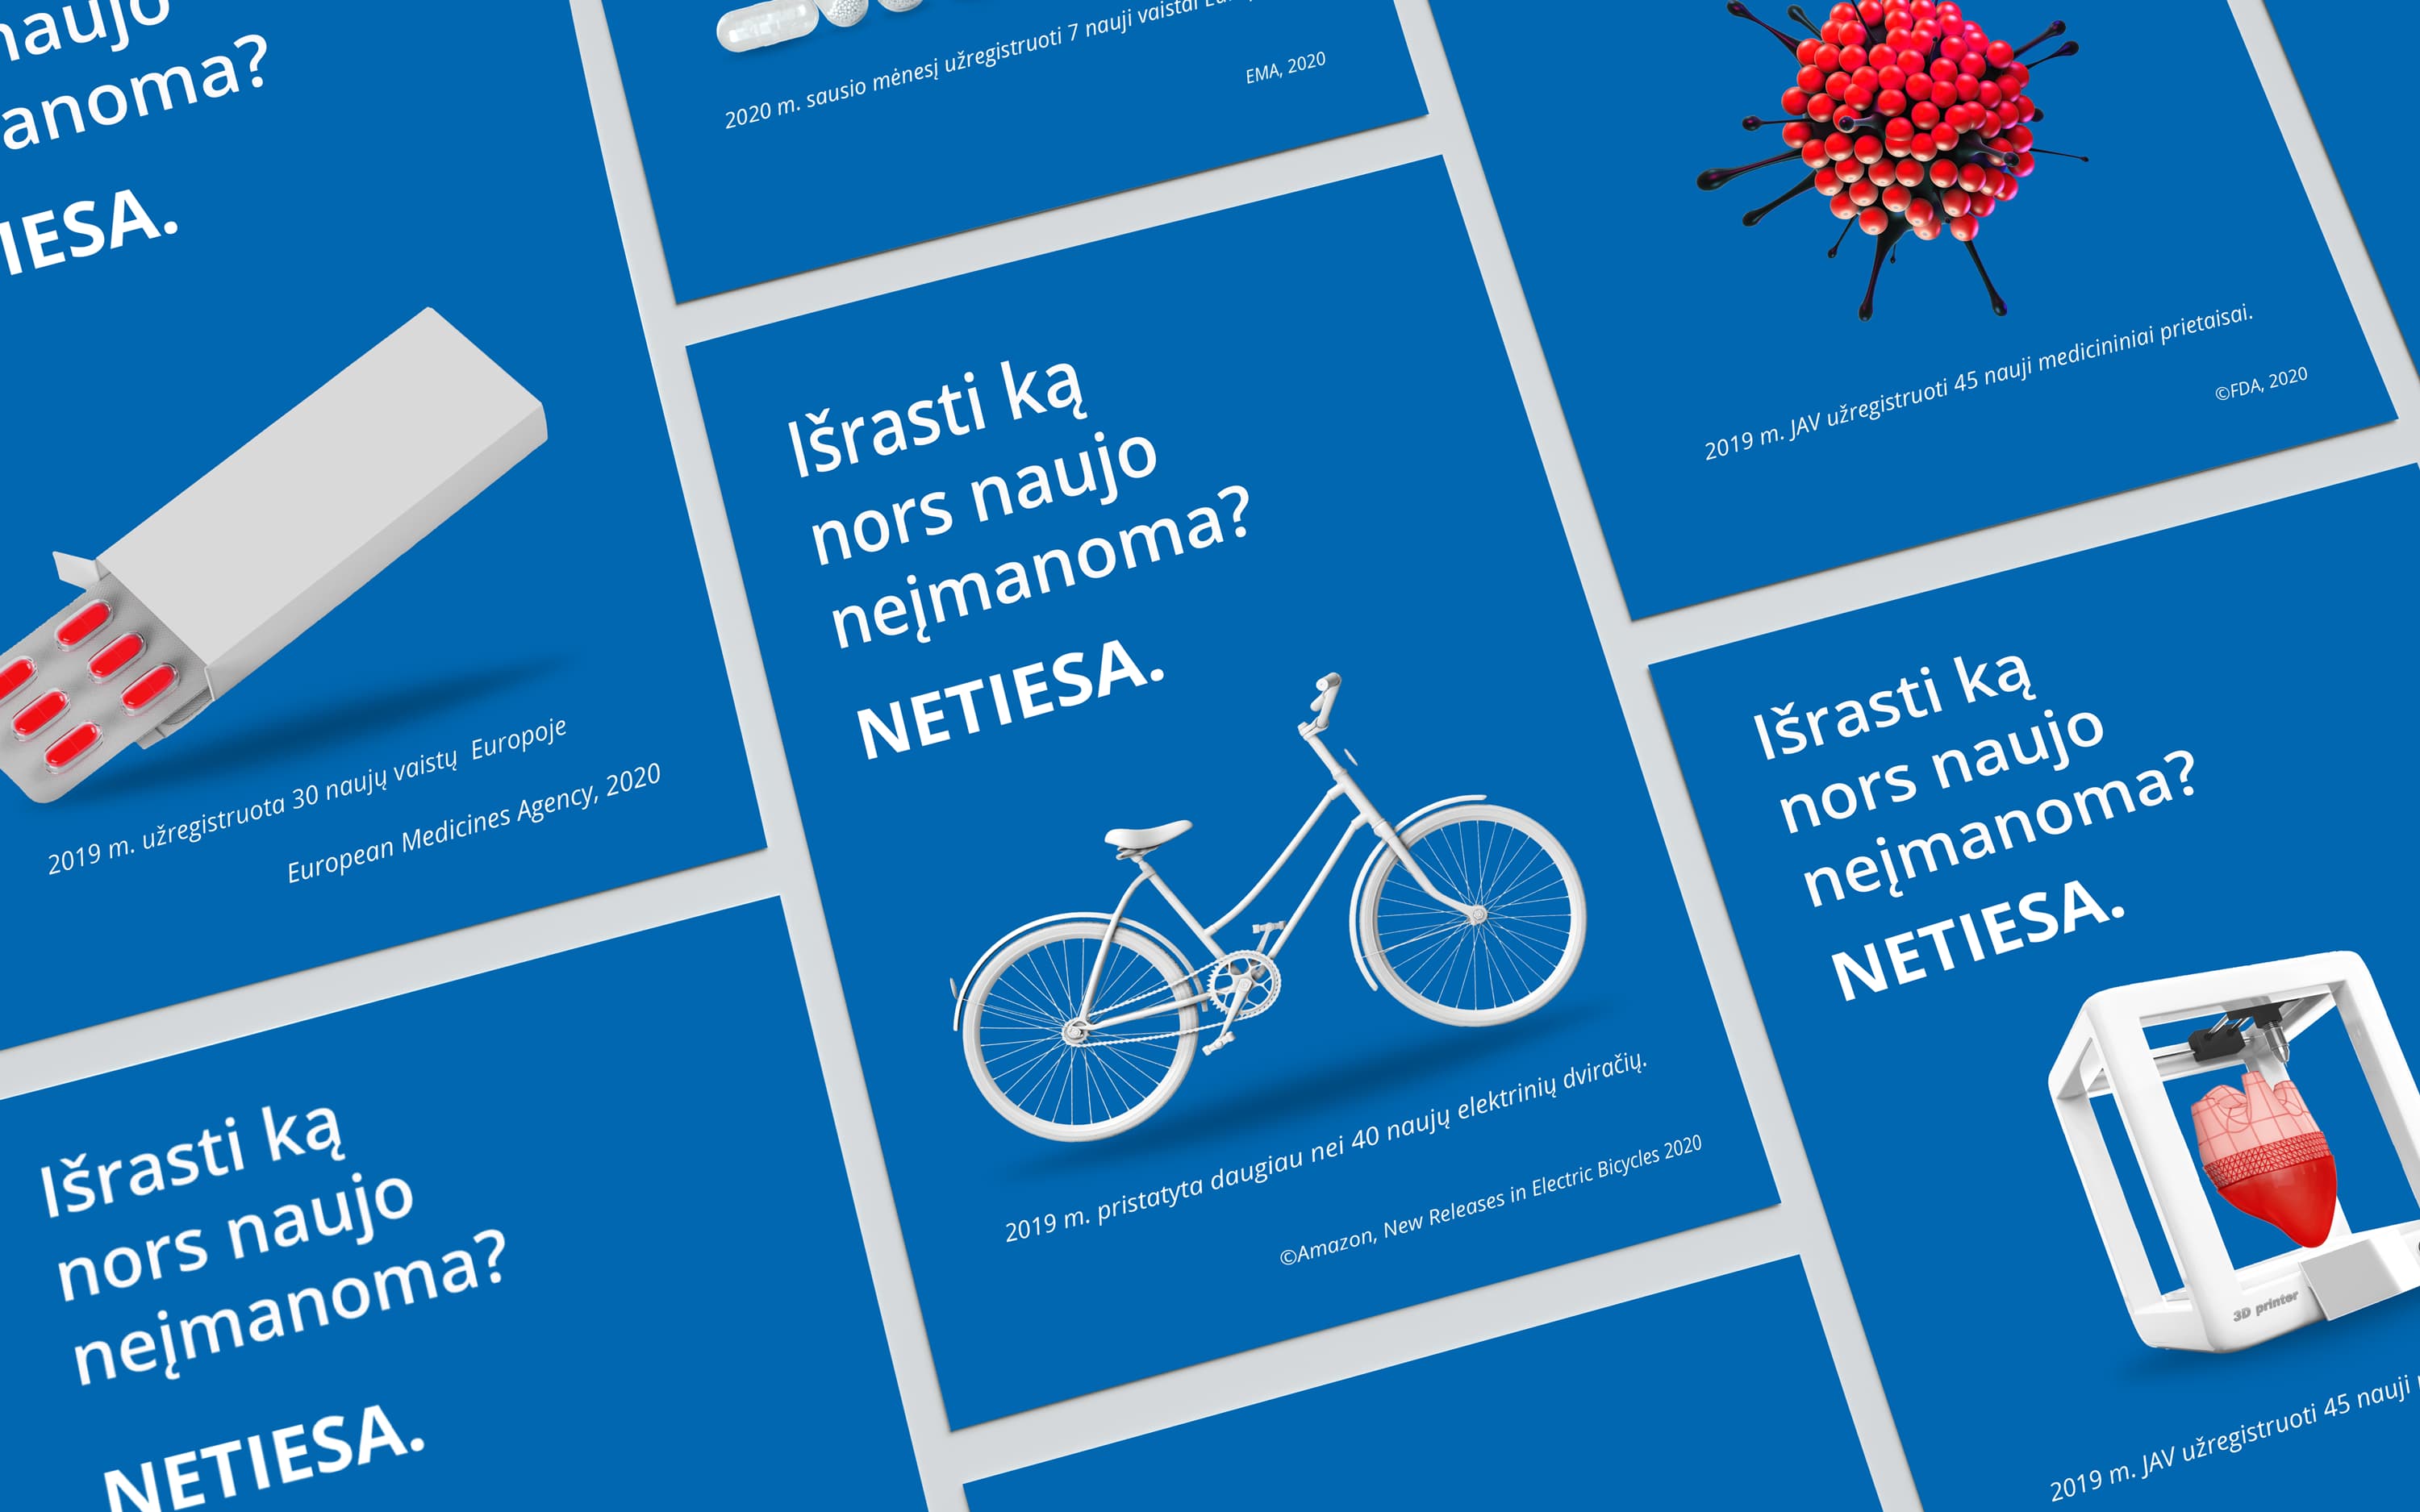 naujo
anoma?
IESA.
2019 m. užregistruota 30 naujų vaistų Europoje
European Medicines Agency, 2020
Išrasti ką
nors naujo
neįmanoma?
NETIESA.
2020 m. sausio mėnesį užregistruoti 7 nauji vaistai
EMA, 2020
Išrasti ką
nors naujo
neįmanoma?
NETIESA.
2019 m. pristatyta daugiau nei 40 naujų elektrinių dviračių.
©Amazon, New Releases in Electric Bicycles 2020
2019 m. JAV užregistruoti 45 nauji medicininiai prietaisai.
©FDA, 2020
Išrasti ką
nors naujo
neįmanoma?
NETIESA.
3D printer
2019 m. JAV užregistruoti 45 nauji